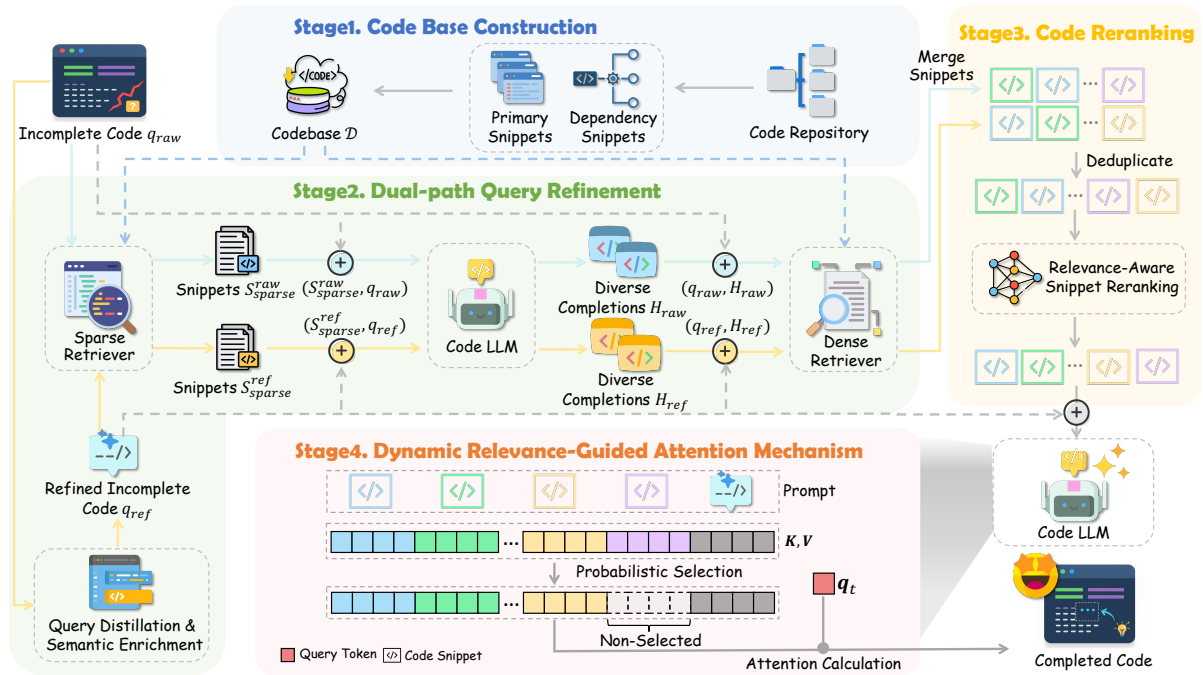 Stage1. Code Base Construction
</CODE>
Codebase 𝒟
Primary
Snippets
Dependency
Snippets
Code Repository
Incomplete Code q_raw
Stage2. Dual-path Query Refinement
Sparse
Retriever
Snippets S^raw_sparse
(S^raw_sparse, q_raw)
Snippets S^ref_sparse
(S^ref_sparse, q_ref)
Code LLM
Diverse
Completions H_raw
(q_raw, H_raw)
Diverse
Completions H_ref
(q_ref, H_ref)
Dense
Retriever
Refined Incomplete
Code q_ref
Query Distillation &
Semantic Enrichment
Stage3. Code Reranking
Merge
Snippets
Deduplicate
Relevance-Aware
Snippet Reranking
Code LLM
Completed Code
Stage4. Dynamic Relevance-Guided Attention Mechanism
Prompt
...
K, V
Probabilistic Selection
...
q_t
Non-Selected
Query Token
Code Snippet
Attention Calculation